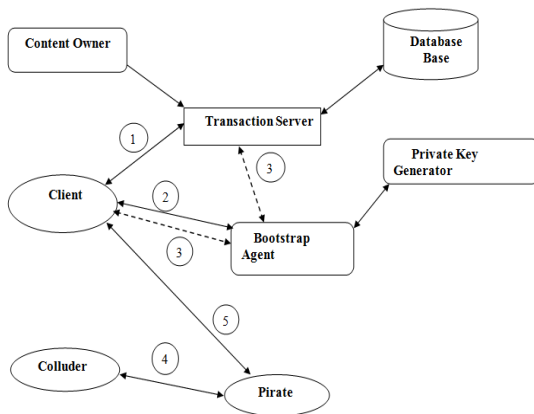 Content Owner
Database
Base
Transaction Server
1
3
Private Key
Generator
Client
2
Bootstrap
Agent
3
5
Colluder
4
Pirate